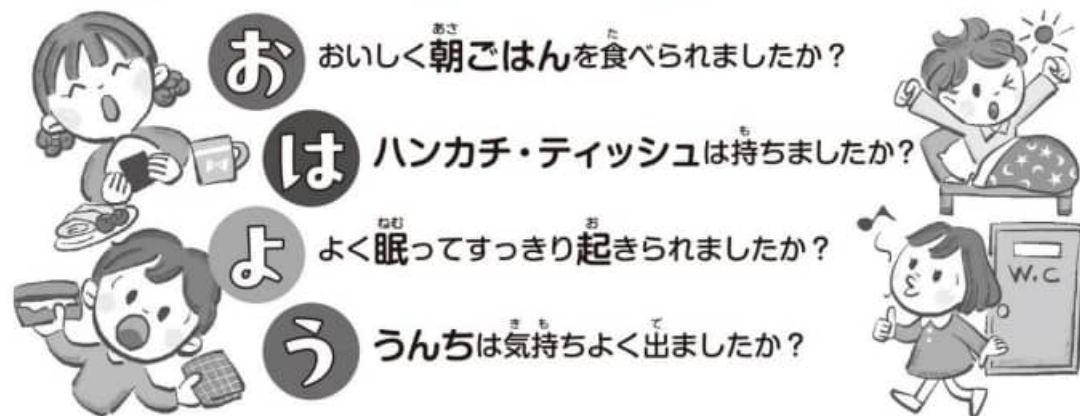 お おいしく朝ごはんを食べられましたか？
は ハンカチ・ティッシュは持ちましたか？
よ よく眠ってすっきり起きられましたか？
う うんちは気持ちよく出ましたか？
W.C